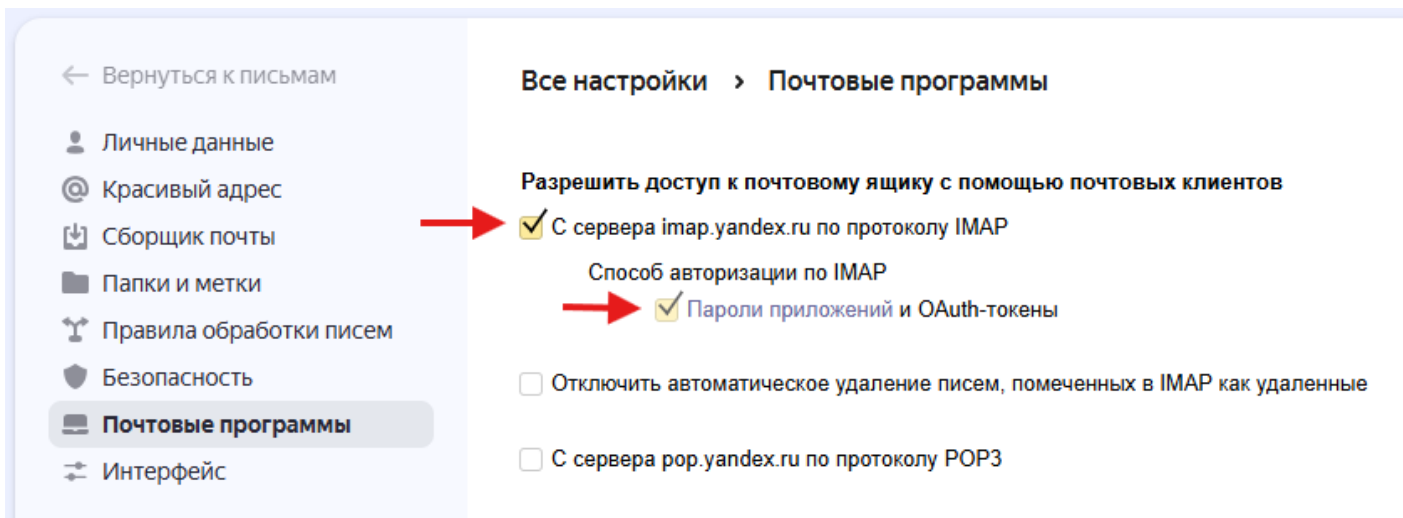 Вернуться к письмам
Личные данные
Красивый адрес
Сборщик почты
Папки и метки
Правила обработки писем
Безопасность
Почтовые программы
Интерфейс
Все настройки › Почтовые программы
Разрешить доступ к почтовому ящику с помощью почтовых клиентов
С сервера imap.yandex.ru по протоколу IMAP
Способ авторизации по IMAP
Пароли приложений и OAuth-токены
Отключить автоматическое удаление писем, помеченных в IMAP как удаленные
С сервера pop.yandex.ru по протоколу POP3